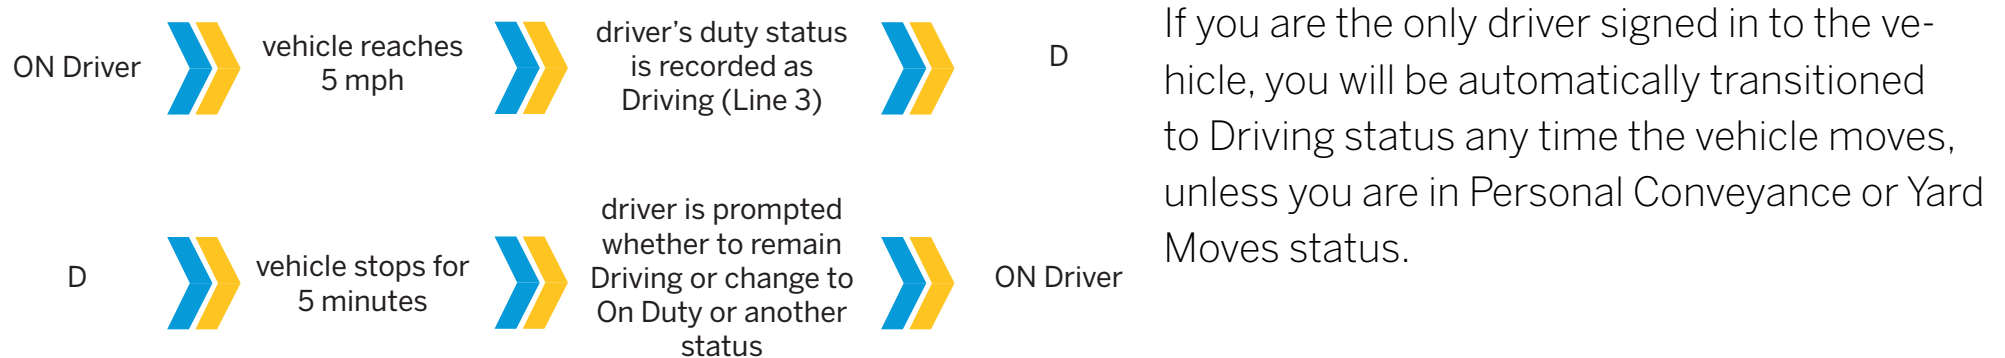 ON Driver
vehicle reaches
5 mph
driver’s duty status
is recorded as
Driving (Line 3)
D
D
vehicle stops for
5 minutes
driver is prompted
whether to remain
Driving or change to
On Duty or another
status
ON Driver
If you are the only driver signed in to the ve-
hicle, you will be automatically transitioned
to Driving status any time the vehicle moves,
unless you are in Personal Conveyance or Yard
Moves status.